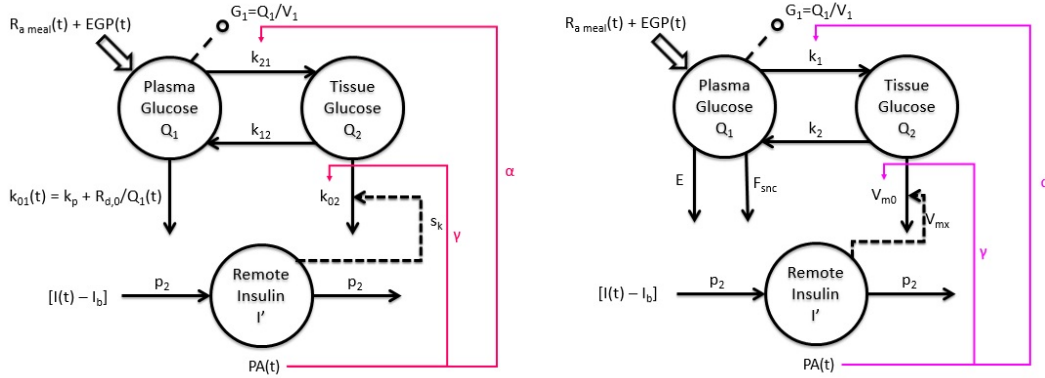 R_a meal(t) + EGP(t)
G_1=Q_1/V_1
Plasma
Glucose
Q_1
k_21
k_12
Tissue
Glucose
Q_2
k_01(t) = k_p + R_d,0/Q_1(t)
k_02
s_k
α
γ
[I(t) – I_b]
p_2
Remote
Insulin
I'
p_2
PA(t)
R_a meal(t) + EGP(t)
G_1=Q_1/V_1
Plasma
Glucose
Q_1
k_1
k_2
Tissue
Glucose
Q_2
E
F_snc
V_m0
V_mx
γ
[I(t) – I_b]
p_2
Remote
Insulin
I'
p_2
PA(t)